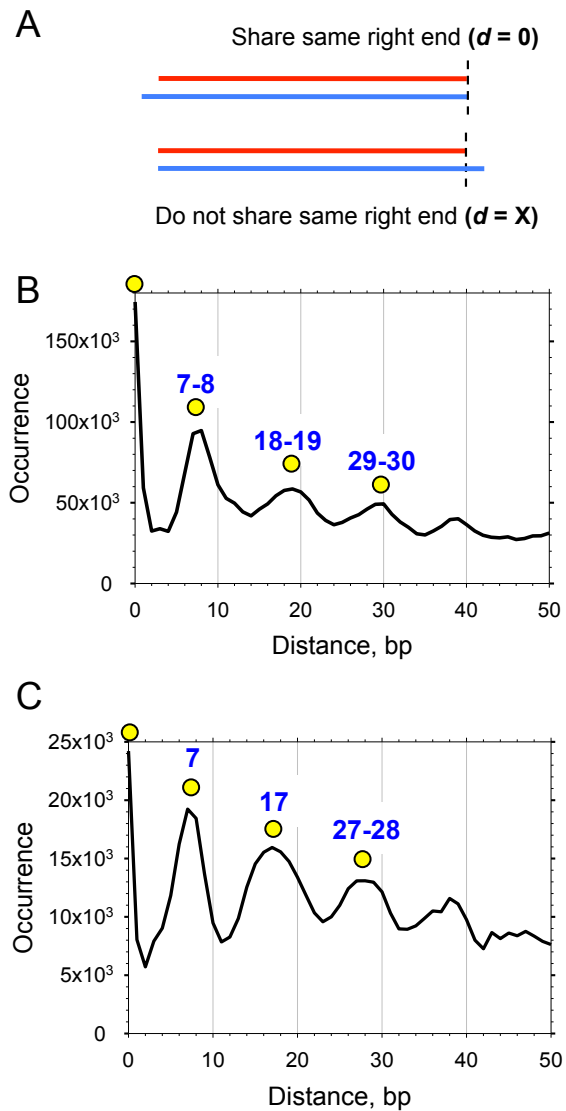 A
Share same right end (d = 0)
Do not share same right end (d = X)
B
150x10³
100x10³
50x10³
0
Occurrence
7-8
18-19
29-30
0 10 20 30 40 50
Distance, bp
C
25x10³
20x10³
15x10³
10x10³
5x10³
0
Occurrence
7
17
27-28
0 10 20 30 40 50
Distance, bp